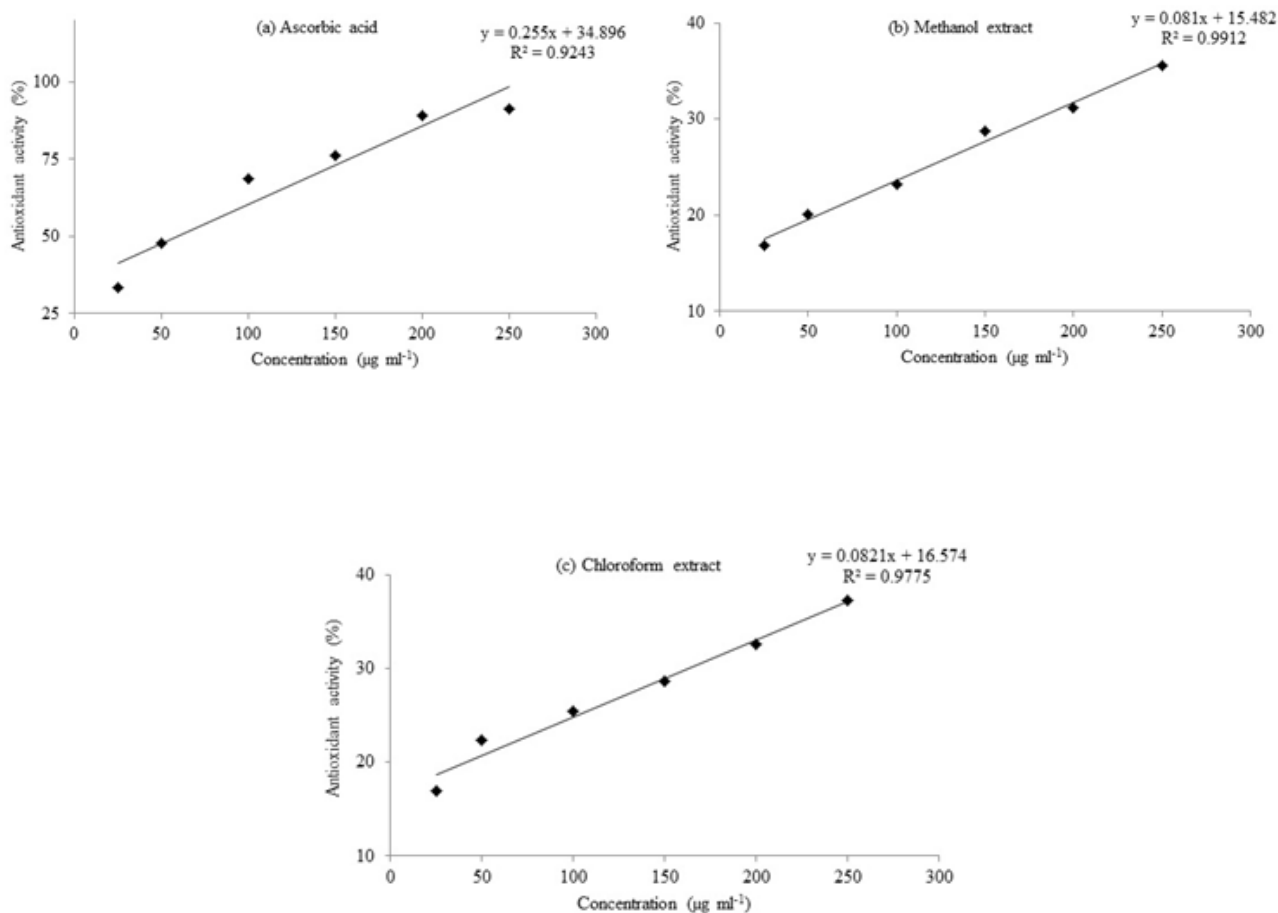 (a) Ascorbic acid
y = 0.255x + 34.896
R² = 0.9243
Antioxidant activity (%)
100
75
50
25
0 50 100 150 200 250 300
Concentration (µg ml⁻¹)
(b) Methanol extract
y = 0.081x + 15.482
R² = 0.9912
Antioxidant activity (%)
40
30
20
10
0 50 100 150 200 250 300
Concentration (µg ml⁻¹)
(c) Chloroform extract
y = 0.0821x + 16.574
R² = 0.9775
Antioxidant activity (%)
40
30
20
10
0 50 100 150 200 250 300
Concentration (µg ml⁻¹)